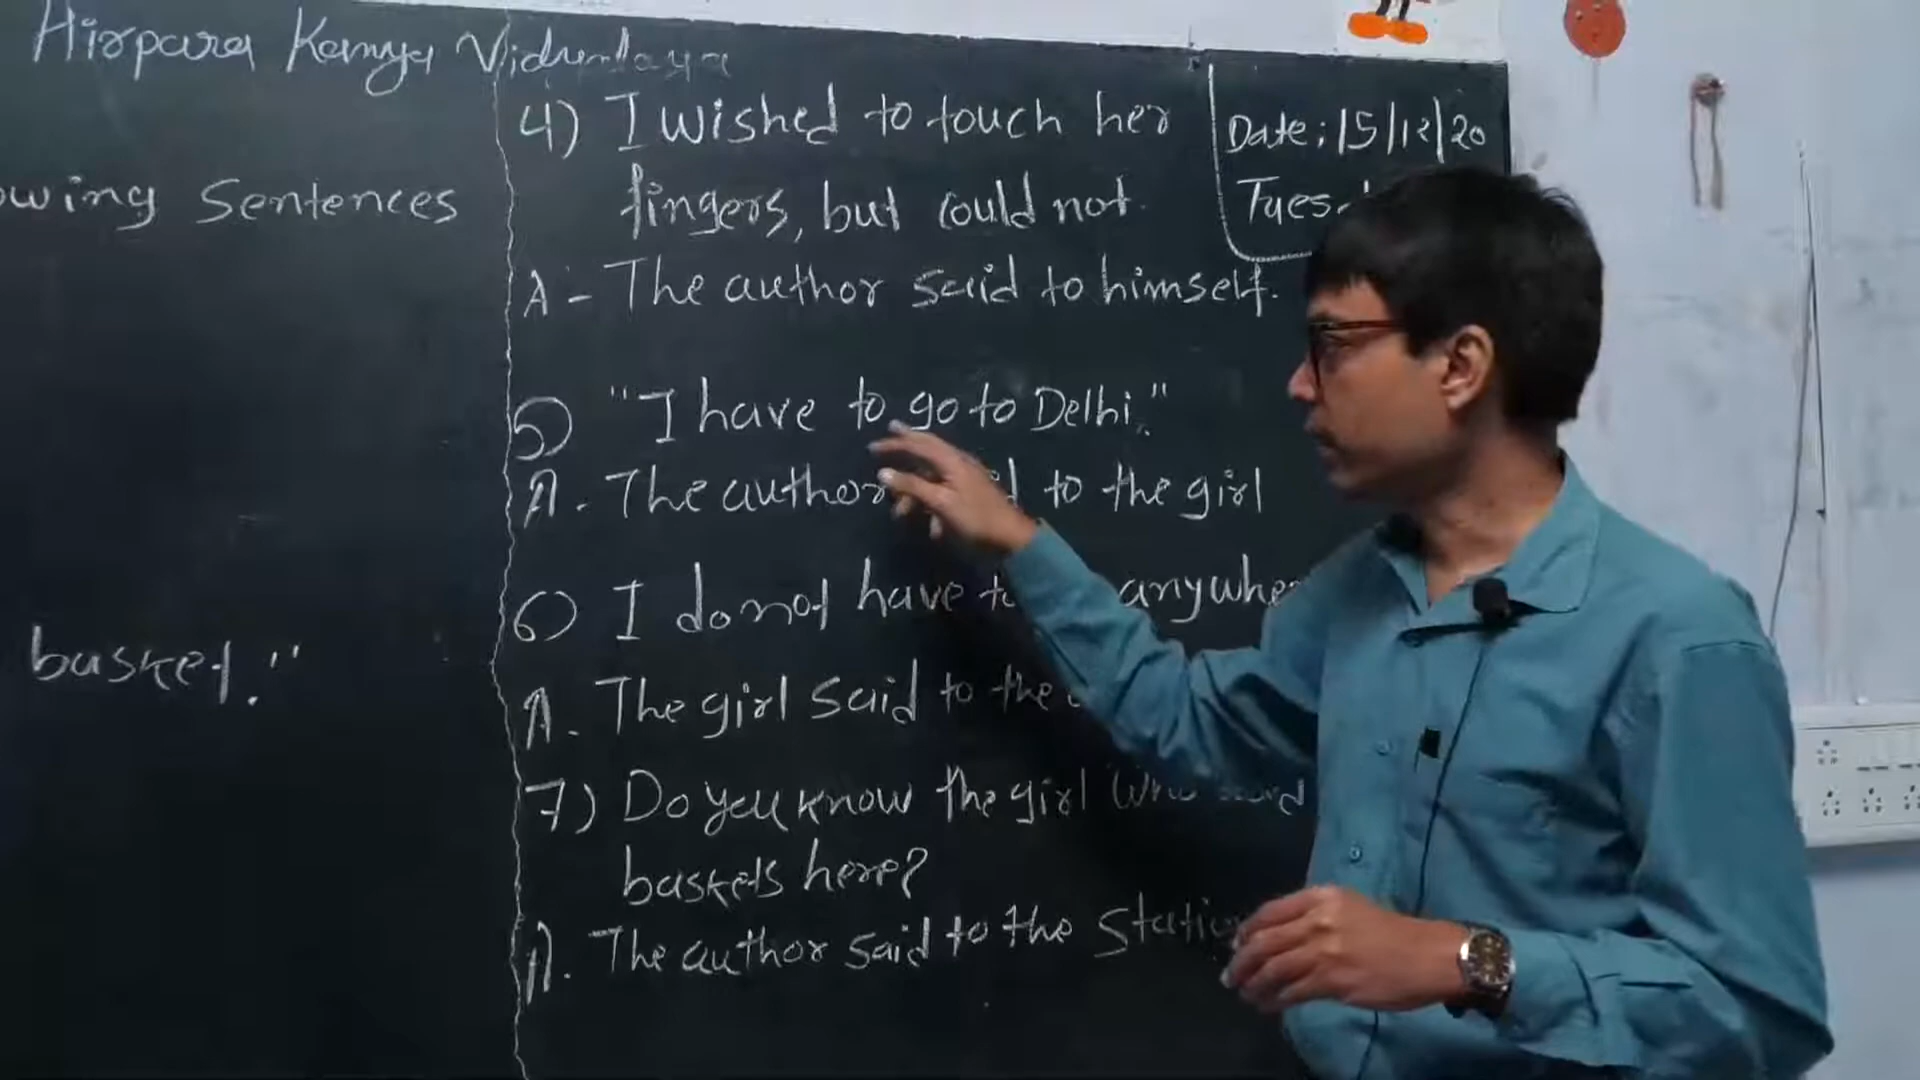 Hirpara Kanya Vidyalaya
owing Sentences
basket."
4) I wished to touch her
fingers, but could not.
A - The author said to himself.
5) "I have to go to Delhi."
A. The author to the girl
6) I do not have to
A. The girl said to the
7) Do you know the girl who
baskets here?
A. The author said to the
Date: 15/12/20